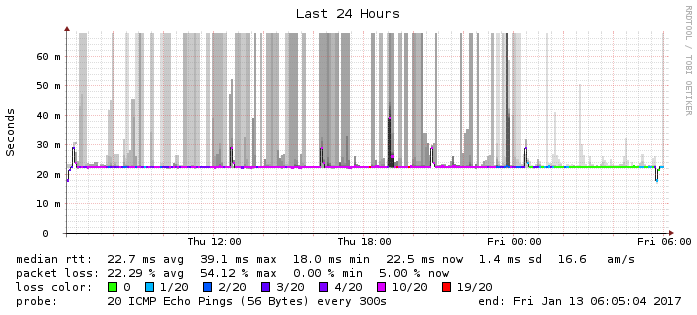 Last 24 Hours
RRDTOOL / TOBI OETIKER
Seconds
60 m
50 m
40 m
30 m
20 m
10 m
0
Thu 12:00 Thu 18:00 Fri 00:00 Fri 06:00
median rtt: 22.7 ms avg 39.1 ms max 18.0 ms min 22.5 ms now 1.4 ms sd 16.6 am/s
packet loss: 22.29 % avg 54.12 % max 0.00 % min 5.00 % now
loss color: 0 1/20 2/20 3/20 4/20 10/20 19/20
probe: 20 ICMP Echo Pings (56 Bytes) every 300s end: Fri Jan 13 06:05:04 2017